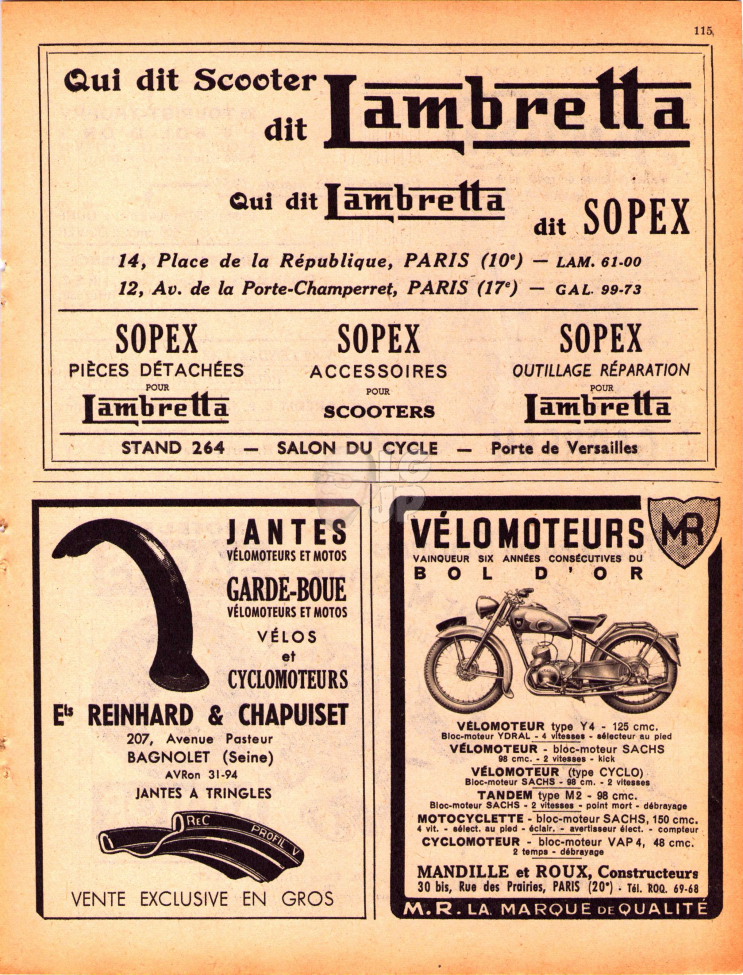 115
Qui dit Scooter
dit Lambretta
Qui dit Lambretta
dit SOPEX
14, Place de la République, PARIS (10e) — LAM. 61-00
12, Av. de la Porte-Champerret, PARIS (17e) — GAL. 99-73
SOPEX
PIÈCES DÉTACHÉES
POUR
Lambretta
SOPEX
ACCESSOIRES
POUR
SCOOTERS
SOPEX
OUTILLAGE RÉPARATION
POUR
Lambretta
STAND 264 — SALON DU CYCLE — Porte de Versailles
JANTES
VÉLOMOTEURS ET MOTOS
GARDE-BOUE
VÉLOMOTEURS ET MOTOS
VÉLOS
et
CYCLOMOTEURS
Ets REINHARD & CHAPUISET
207, Avenue Pasteur
BAGNOLET (Seine)
AVRon 31-94
JANTES A TRINGLES
ReC PROFIL V
VENTE EXCLUSIVE EN GROS
VÉLOMOTEURS
MR
VAINQUEUR SIX ANNÉES CONSÉCUTIVES DU
BOL D'OR
VÉLOMOTEUR type Y4 - 125 cmc.
Bloc-moteur YDRAL - 4 vitesses - sélecteur au pied
VÉLOMOTEUR - bloc-moteur SACHS
98 cmc. - 2 vitesses - kick
VÉLOMOTEUR (type CYCLO)
Bloc-moteur SACHS - 98 cm. - 2 vitesses
TANDEM type M2 - 98 cmc.
Bloc-moteur SACHS - 2 vitesses - point mort - débrayage
MOTOCYCLETTE - bloc-moteur SACHS, 150 cmc.
4 vit. - sélect. au pied - éclair. - avertisseur élect. - compteur
CYCLOMOTEUR - bloc-moteur VAP 4, 48 cmc.
2 temps - débrayage
MANDILLE et ROUX, Constructeurs
30 bis, Rue des Prairies, PARIS (20e) - Tél. ROQ. 69-68
M.R. LA MARQUE DE QUALITÉ